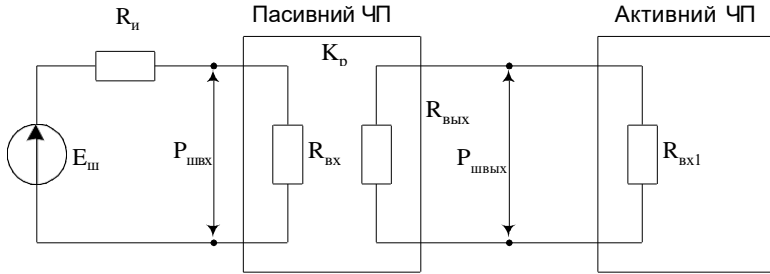 Пасивний ЧП
Активний ЧП
Rи
Kр
Rвых
Eш
Pшвх
Rвх
Pшвых
Rвх1